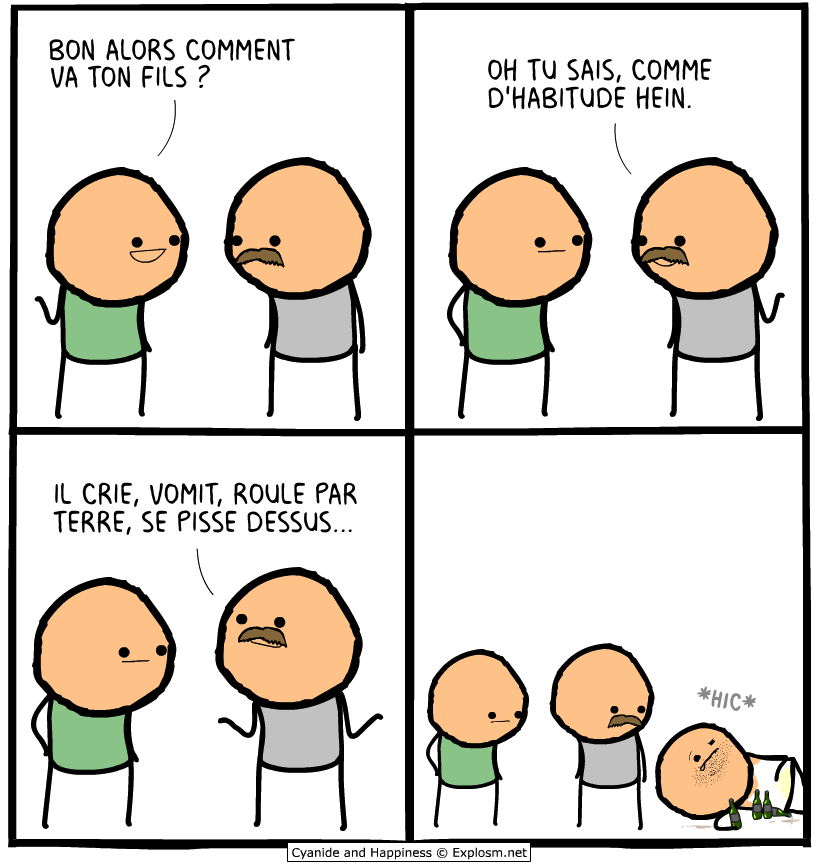 BON ALORS COMMENT
VA TON FILS ?
OH TU SAIS, COMME
D'HABITUDE HEIN.
IL CRIE, VOMIT, ROULE PAR
TERRE, SE PISSE DESSUS...
*HIC*
Cyanide and Happiness © Explosm.net